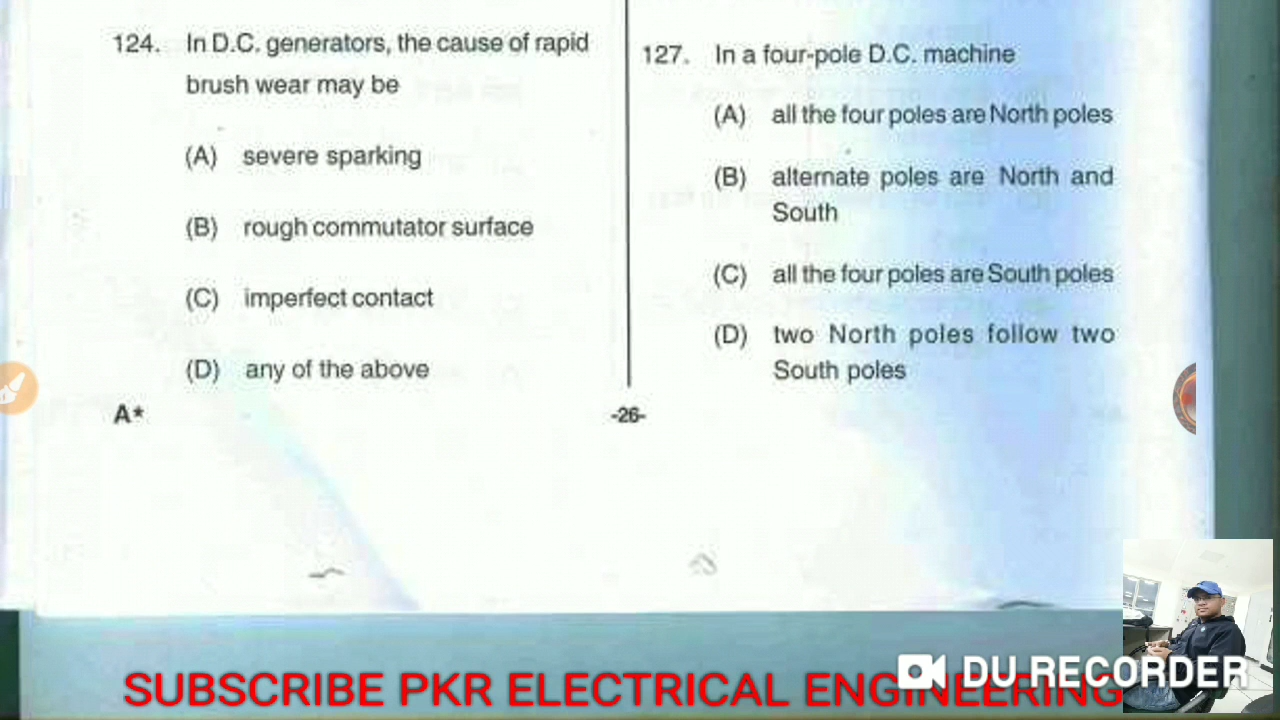 124. In D.C. generators, the cause of rapid
brush wear may be
(A) severe sparking
(B) rough commutator surface
(C) imperfect contact
(D) any of the above
A*
-26-
127. In a four-pole D.C. machine
(A) all the four poles are North poles
(B) alternate poles are North and
South
(C) all the four poles are South poles
(D) two North poles follow two
South poles
SUBSCRIBE PKR ELECTRICAL ENGINEERING
DU RECORDER